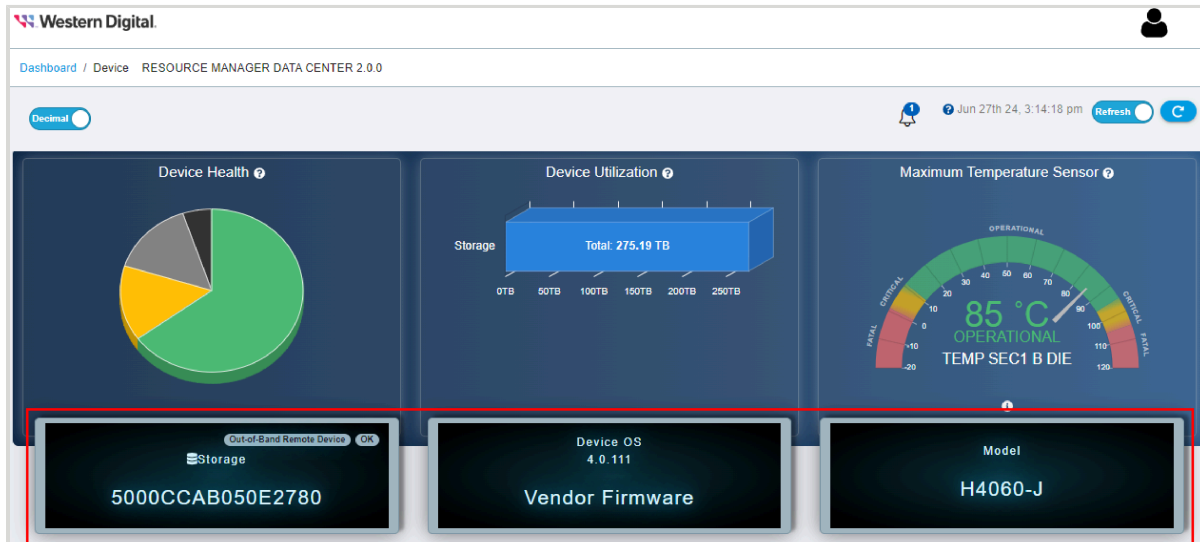 Western Digital.
Dashboard / Device RESOURCE MANAGER DATA CENTER 2.0.0
Decimal
1
Jun 27th 24, 3:14:18 pm
Refresh
Device Health ?
Storage
Device Utilization ?
Total: 275.19 TB
0TB 50TB 100TB 150TB 200TB 250TB
Maximum Temperature Sensor ?
FATAL CRITICAL OPERATIONAL CRITICAL FATAL
-20 -10 0 10 20 30 40 50 60 70 80 90 100 110 120
85 °C
OPERATIONAL
TEMP SEC1 B DIE
Out-of-Band Remote Device OK
Storage
5000CCAB050E2780
Device OS
4.0.111
Vendor Firmware
Model
H4060-J